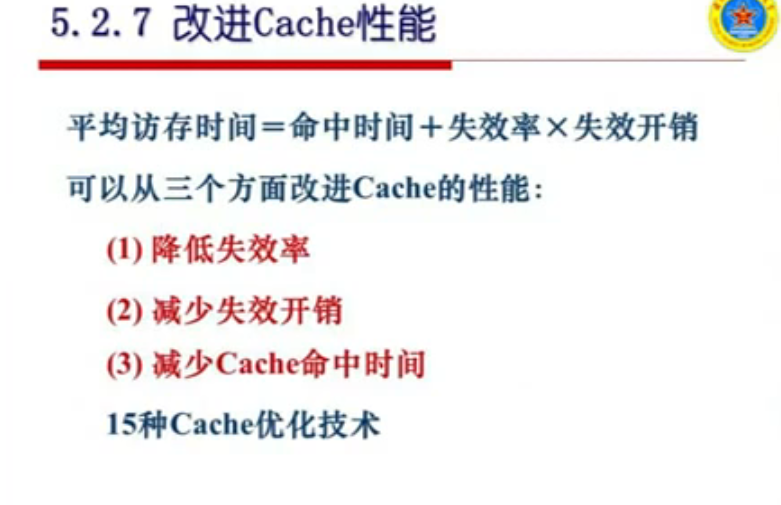 5.2.7 改进Cache性能
平均访存时间＝命中时间＋失效率×失效开销
可以从三个方面改进Cache的性能：
(1) 降低失效率
(2) 减少失效开销
(3) 减少Cache命中时间
15种Cache优化技术